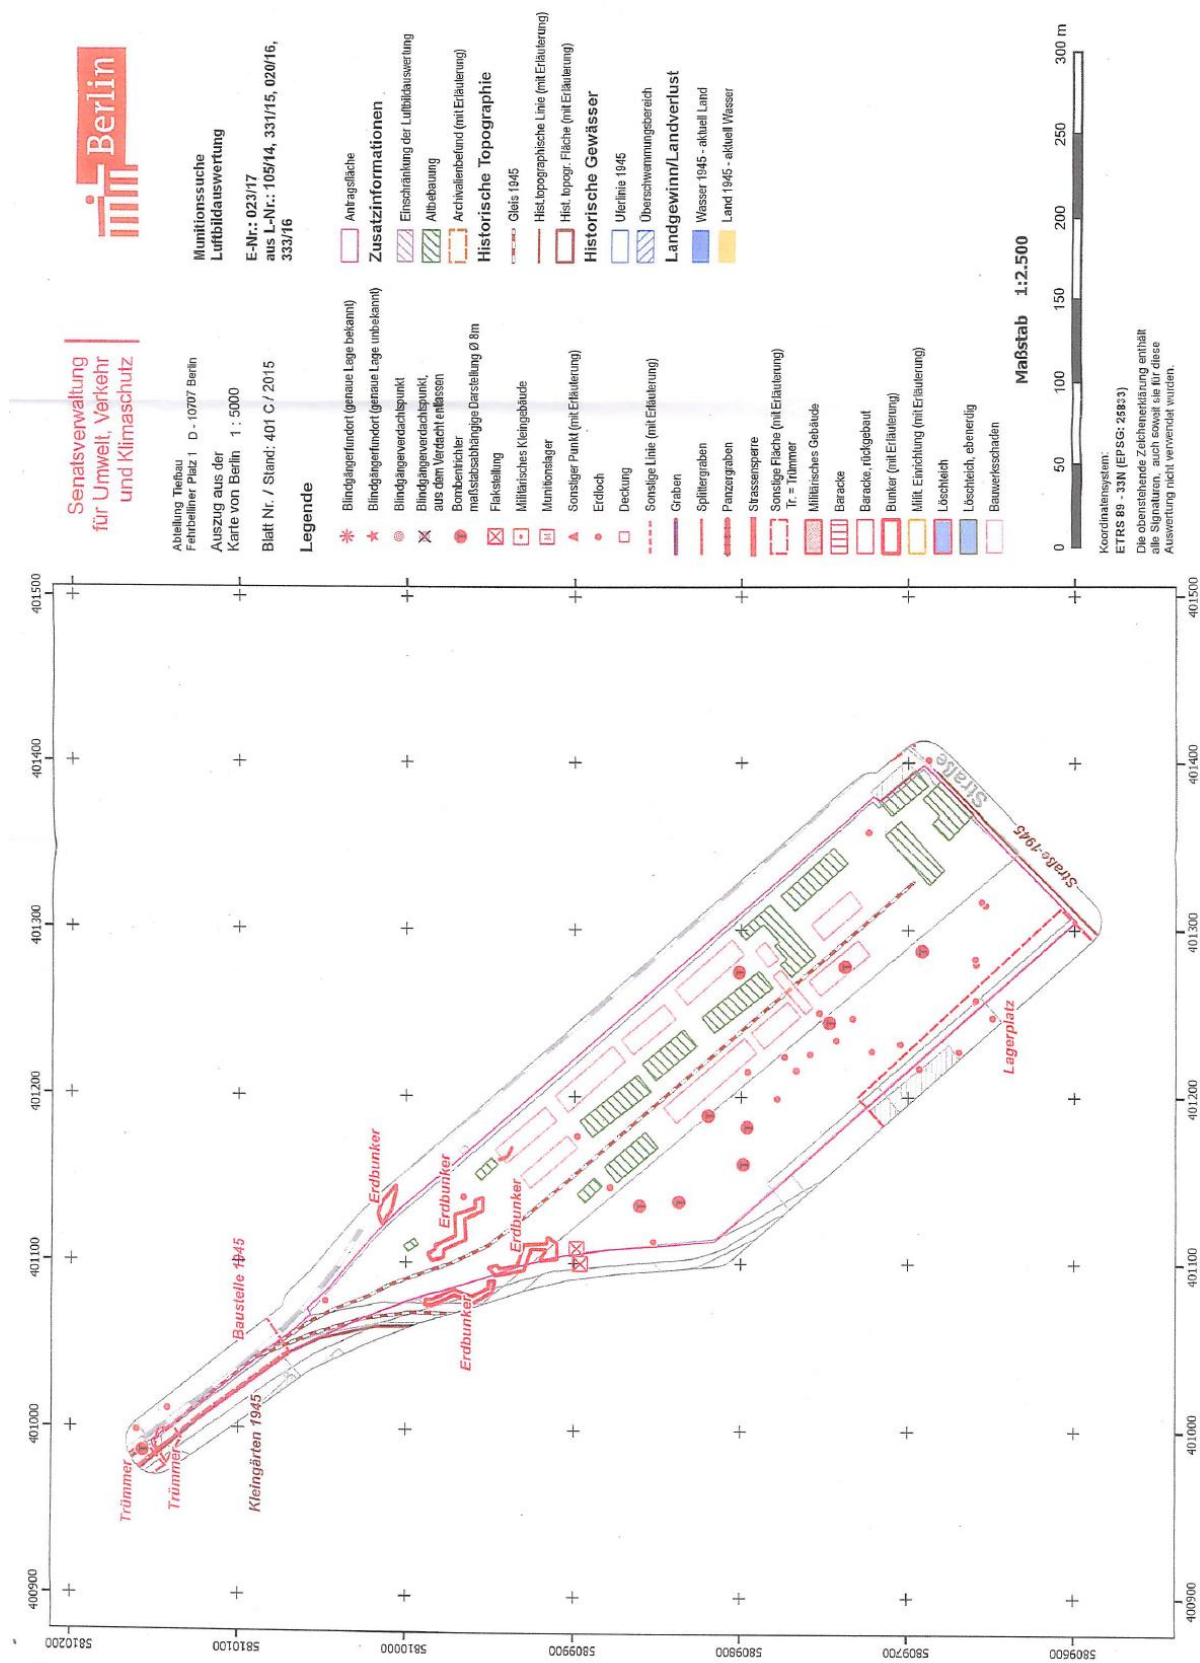 Berlin
Senatsverwaltung
für Umwelt, Verkehr
und Klimaschutz
Abteilung Tiefbau
Fehrbelliner Platz 1 D - 10707 Berlin
Auszug aus der
Karte von Berlin 1 : 5000
Blatt Nr. / Stand: 401 C / 2015
Munitionssuche
Luftbildauswertung
E-Nr.: 023/17
aus L-Nr.: 105/14, 331/15, 020/16,
333/16
Legende
Blindgängerfundort (genaue Lage bekannt)
Blindgängerfundort (genaue Lage unbekannt)
Blindgängerverdachtspunkt
Blindgängerverdachtspunkt,
aus dem Verdacht entlassen
Bombentrichter
maßstabsabhängige Darstellung Ø 8m
Flakstellung
Militärisches Kleingebäude
Munitionslager
Sonstiger Punkt (mit Erläuterung)
Erdloch
Deckung
Sonstige Linie (mit Erläuterung)
Graben
Splittergraben
Panzergraben
Strassensperre
Sonstige Fläche (mit Erläuterung)
Tr. = Trümmer
Militärisches Gebäude
Baracke
Baracke, rückgebaut
Bunker (mit Erläuterung)
Milit. Einrichtung (mit Erläuterung)
Löschteich
Löschteich, ebenerdig
Bauwerksschaden
Antragsfläche
Zusatzinformationen
Einschränkung der Luftbildauswertung
Altbebauung
Archivalienbefund (mit Erläuterung)
Historische Topographie
Gleis 1945
Hist.topographische Linie (mit Erläuterung)
Hist. topogr. Fläche (mit Erläuterung)
Historische Gewässer
Uferlinie 1945
Überschwemmungsbereich
Landgewinn/Landverlust
Wasser 1945 - aktuell Land
Land 1945 - aktuell Wasser
Maßstab 1:2.500
0 50 100 150 200 250 300 m
Koordinatensystem:
ETRS 89 - 33N (EPSG: 25833)
Die obenstehende Zeichenerklärung enthält
alle Signaturen, auch soweit sie für diese
Auswertung nicht verwendet wurden.
400900 401000 401100 401200 401300 401400 401500
5810200
5810100
5810000
5809900
5809800
5809700
5809600
400900 401000 401100 401200 401300 401400 401500
Trümmer
Trümmer
Kleingärten 1945
Baustelle 1945
Erdbunker
Erdbunker
Erdbunker
Erdbunker
Lagerplatz
Straße
Straße-1945